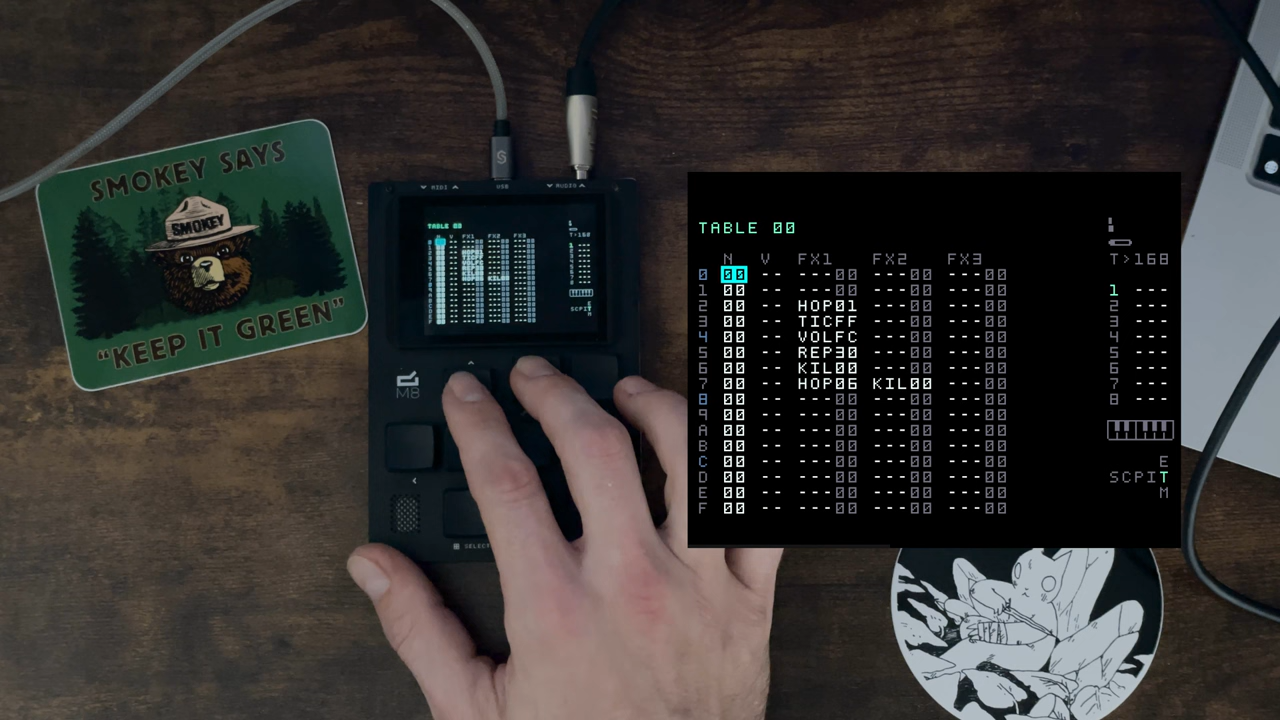 SMOKEY SAYS
SMOKEY
“KEEP IT GREEN”
MIDI
USB
AUDIO
M8
SELECT
TABLE 00
N V FX1 FX2 FX3 T>168
0 00 -- ---00 ---00 ---00
1 00 -- ---00 ---00 ---00 1 ---
2 00 -- HOP01 ---00 ---00 2 ---
3 00 -- TICFF ---00 ---00 3 ---
4 00 -- VOLFC ---00 ---00 4 ---
5 00 -- REP30 ---00 ---00 5 ---
6 00 -- KIL00 ---00 ---00 6 ---
7 00 -- HOP06 KIL00 ---00 7 ---
8 00 -- ---00 ---00 ---00 8 ---
9 00 -- ---00 ---00 ---00
A 00 -- ---00 ---00 ---00
B 00 -- ---00 ---00 ---00
C 00 -- ---00 ---00 ---00 E
D 00 -- ---00 ---00 ---00 SCPIT
E 00 -- ---00 ---00 ---00 M
F 00 -- ---00 ---00 ---00